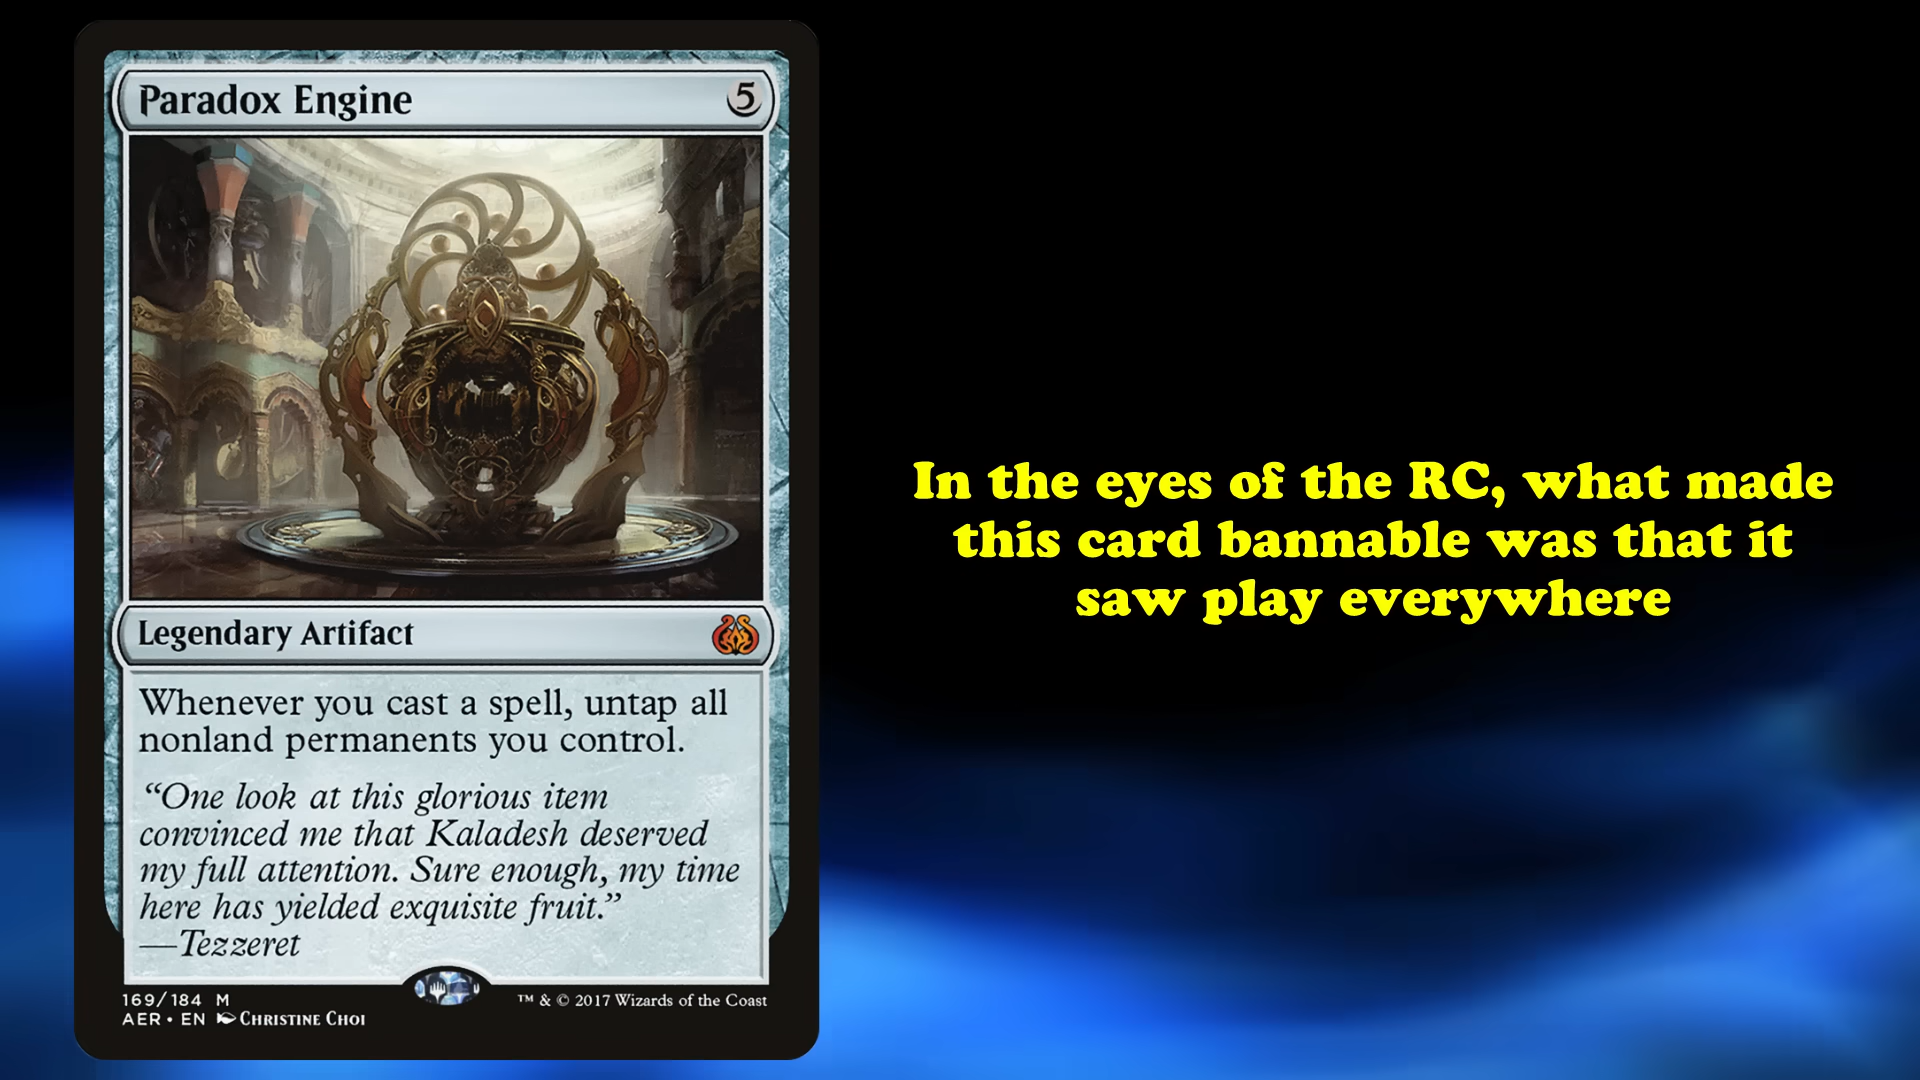 Paradox Engine
5
Legendary Artifact
Whenever you cast a spell, untap all
nonland permanents you control.
“One look at this glorious item
convinced me that Kaladesh deserved
my full attention. Sure enough, my time
here has yielded exquisite fruit.”
—Tezzeret
169/184 M
AER • EN Christine Choi
™ & © 2017 Wizards of the Coast
In the eyes of the RC, what made
this card bannable was that it
saw play everywhere